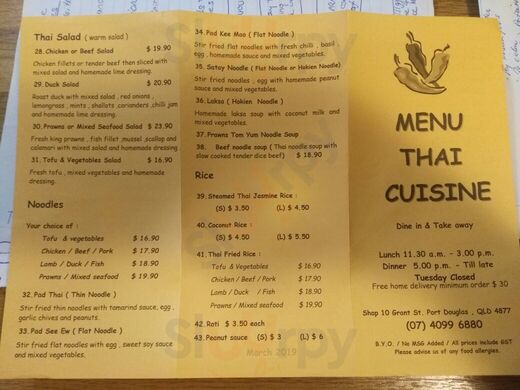 Thai Salad ( warm salad )
28. Chicken or Beef Salad $ 19.90
Chicken fillets or tender beef then sliced with
mixed salad and homemade lime dressing.
29. Duck Salad $ 20.90
Roast duck with mixed salad , red onions ,
lemongrass , mints , shallots ,corianders ,chilli jam
and homemade lime dressing.
30. Prawns or Mixed Seafood Salad $ 23.90
Fresh king prawns , fish fillet ,mussel ,scallop and
calamari with mixed salad and homemade dressing.
31. Tofu & Vegetables Salad $ 16.90
Fresh tofu , mixed vegetables and homemade
dressing.
Noodles
Your choice of :
Tofu & vegetables $ 16.90
Chicken / Beef / Pork $ 17.90
Lamb / Duck / Fish $ 18.90
Prawns / Mixed seafood $ 19.90
32. Pad Thai ( Thin Noodle )
Stir fried thin noodles with tamarind sauce, egg ,
garlic chives and peanuts.
33. Pad See Ew ( Flat Noodle )
Stir fried flat noodles with egg , sweet soy sauce
and mixed vegetables.
34. Pad Kee Mao ( Flat Noodle )
Stir fried flat noodles with fresh chilli , basil
egg , homemade sauce and mixed vegetables.
35. Satay Noodle ( Flat Noodle or Hokien Noodle)
Stir fried noodles , egg with homemade peanut
sauce and mixed vegetables.
36. Laksa ( Hokien Noodle )
Homemade laksa soup with coconut milk and
mixed vegetables.
37. Prawns Tom Yum Noodle Soup
38. Beef noodle soup ( Thai noodle soup with
slow cooked tender dice beef) $ 18.90
Rice
39. Steamed Thai Jasmine Rice :
(S) $ 3.50 (L) $ 4.50
40. Coconut Rice :
(S) $ 4.50 (L) $ 5.50
41. Thai Fried Rice :
Tofu & Vegetables $ 16.90
Chicken / Beef / Pork $ 17.90
Lamb / Duck / Fish $ 18.90
Prawns / Mixed seafood $ 19.90
42. Roti $ 3.50 each
43. Peanut sauce (S) $ 3 (L) $ 6
March 2019
MENU
THAI
CUISINE
Dine in & Take away
Lunch 11.30 a.m. - 3.00 p.m.
Dinner 5.00 p.m. - Till late
Tuesday Closed
Free home delivery minimum order $ 30
Shop 10 Grant St. Port Douglas , QLD 4877
(07) 4099 6880
B.Y.O. / No MSG Added / All prices include GST
Please advise us of any food allergies.